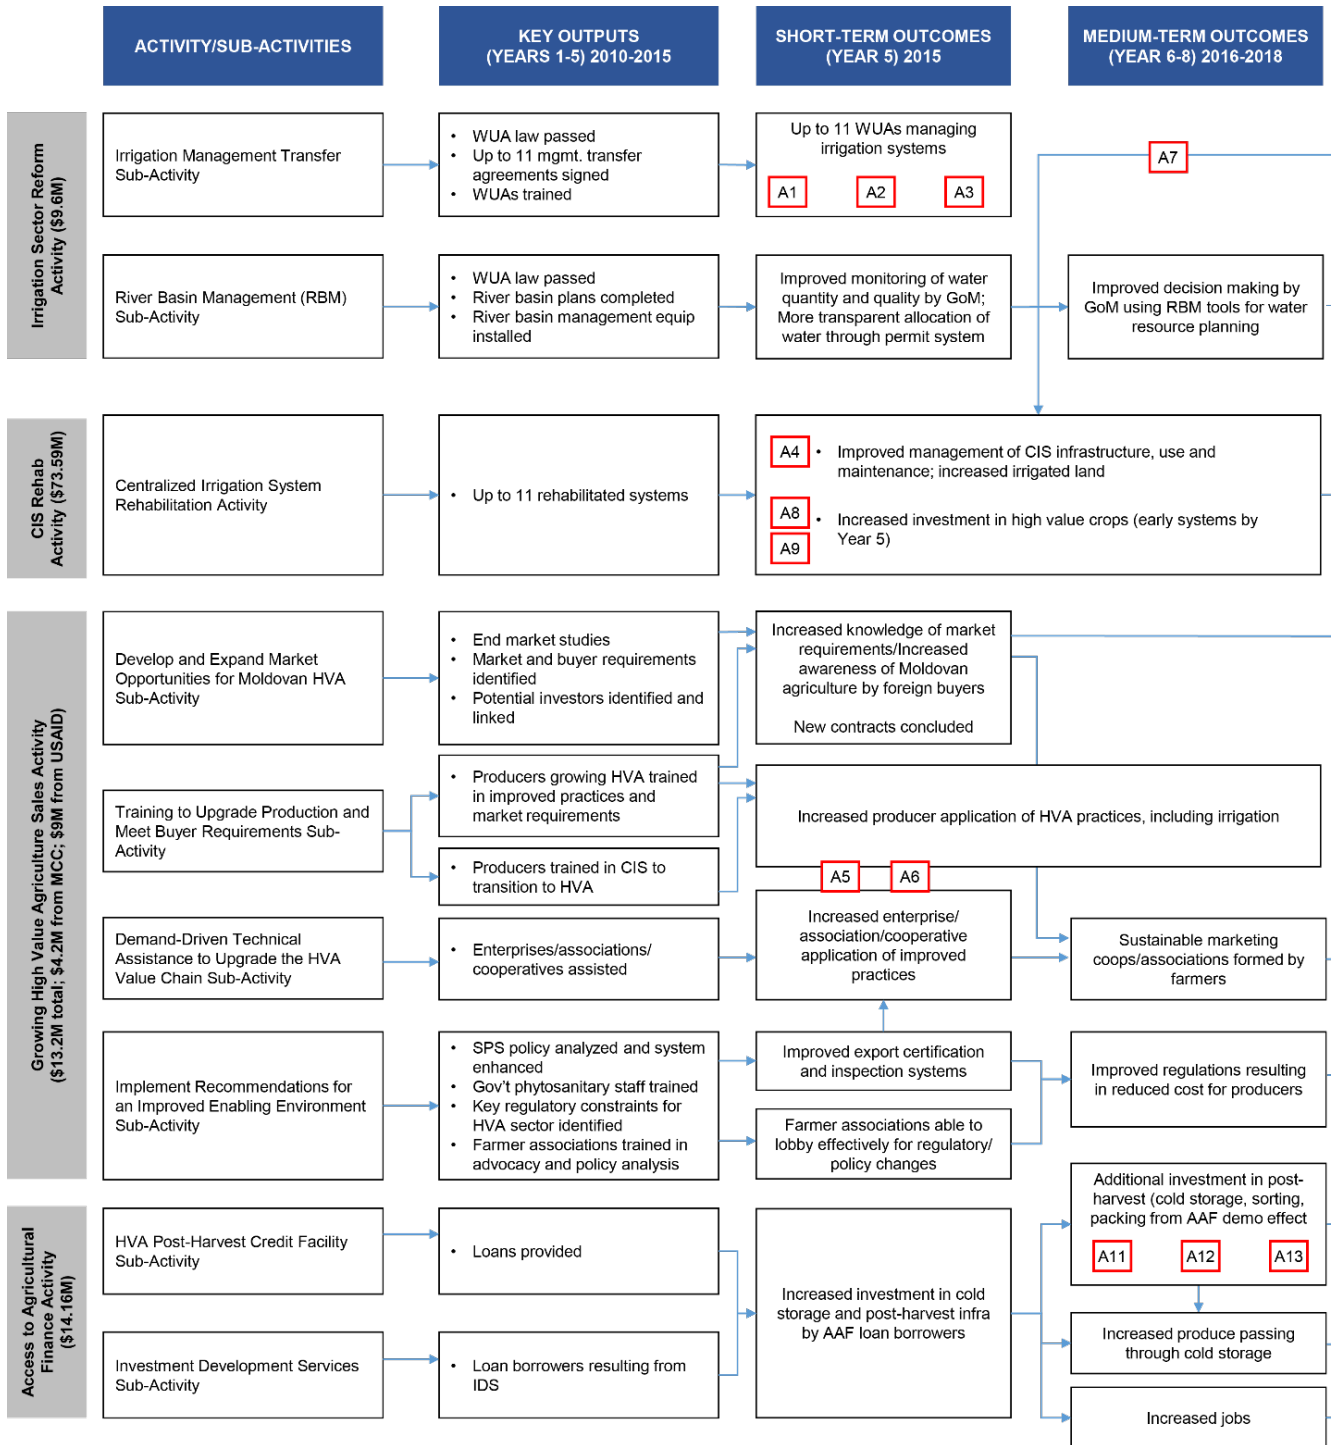 ACTIVITY/SUB-ACTIVITIES
KEY OUTPUTS
(YEARS 1-5) 2010-2015
SHORT-TERM OUTCOMES
(YEAR 5) 2015
MEDIUM-TERM OUTCOMES
(YEAR 6-8) 2016-2018
Irrigation Sector Reform
Activity ($9.6M)
Irrigation Management Transfer
Sub-Activity
• WUA law passed
• Up to 11 mgmt. transfer
agreements signed
• WUAs trained
Up to 11 WUAs managing
irrigation systems
A1 A2 A3
A7
River Basin Management (RBM)
Sub-Activity
• WUA law passed
• River basin plans completed
• River basin management equip
installed
Improved monitoring of water
quantity and quality by GoM;
More transparent allocation of
water through permit system
Improved decision making by
GoM using RBM tools for water
resource planning
CIS Rehab
Activity ($73.59M)
Centralized Irrigation System
Rehabilitation Activity
• Up to 11 rehabilitated systems
A4 • Improved management of CIS infrastructure, use and
maintenance; increased irrigated land
A8
• Increased investment in high value crops (early systems by
Year 5)
A9
Growing High Value Agriculture Sales Activity
($13.2M total; $4.2M from MCC; $9M from USAID)
Develop and Expand Market
Opportunities for Moldovan HVA
Sub-Activity
• End market studies
• Market and buyer requirements
identified
• Potential investors identified and
linked
Increased knowledge of market
requirements/Increased
awareness of Moldovan
agriculture by foreign buyers
New contracts concluded
Training to Upgrade Production and
Meet Buyer Requirements Sub-
Activity
• Producers growing HVA trained
in improved practices and
market requirements
• Producers trained in CIS to
transition to HVA
Increased producer application of HVA practices, including irrigation
A5 A6
Demand-Driven Technical
Assistance to Upgrade the HVA
Value Chain Sub-Activity
• Enterprises/associations/
cooperatives assisted
Increased enterprise/
association/cooperative
application of improved
practices
Sustainable marketing
coops/associations formed by
farmers
Implement Recommendations for
an Improved Enabling Environment
Sub-Activity
• SPS policy analyzed and system
enhanced
• Gov't phytosanitary staff trained
• Key regulatory constraints for
HVA sector identified
• Farmer associations trained in
advocacy and policy analysis
Improved export certification
and inspection systems
Farmer associations able to
lobby effectively for regulatory/
policy changes
Improved regulations resulting
in reduced cost for producers
Access to Agricultural
Finance Activity
($14.16M)
HVA Post-Harvest Credit Facility
Sub-Activity
• Loans provided
Investment Development Services
Sub-Activity
• Loan borrowers resulting from
IDS
Increased investment in cold
storage and post-harvest infra
by AAF loan borrowers
Additional investment in post-
harvest (cold storage, sorting,
packing from AAF demo effect
A11 A12 A13
Increased produce passing
through cold storage
Increased jobs